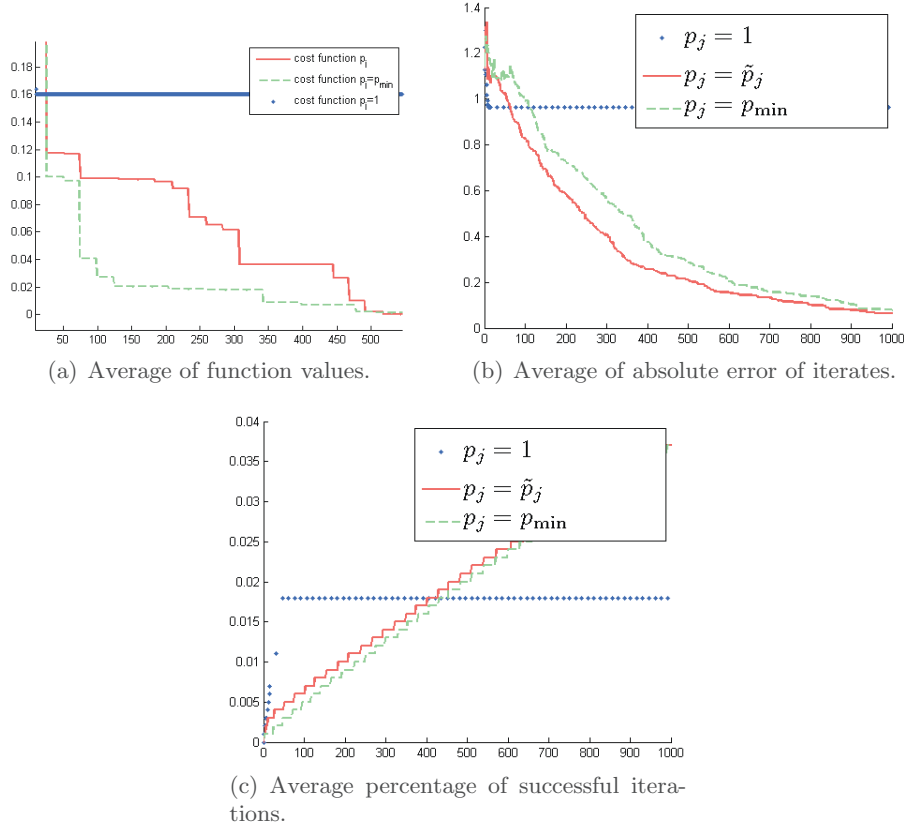 0.18
0.16
0.14
0.12
0.1
0.08
0.06
0.04
0.02
0
50 100 150 200 250 300 350 400 450 500
cost function p_j
cost function p_j=p_min
cost function p_j=1
(a) Average of function values.
1.4
1.2
1
0.8
0.6
0.4
0.2
0
0 100 200 300 400 500 600 700 800 900 1000
p_j = 1
p_j = p̃_j
p_j = p_min
(b) Average of absolute error of iterates.
0.04
0.035
0.03
0.025
0.02
0.015
0.01
0.005
0
0 100 200 300 400 500 600 700 800 900 1000
p_j = 1
p_j = p̃_j
p_j = p_min
(c) Average percentage of successful itera-
tions.